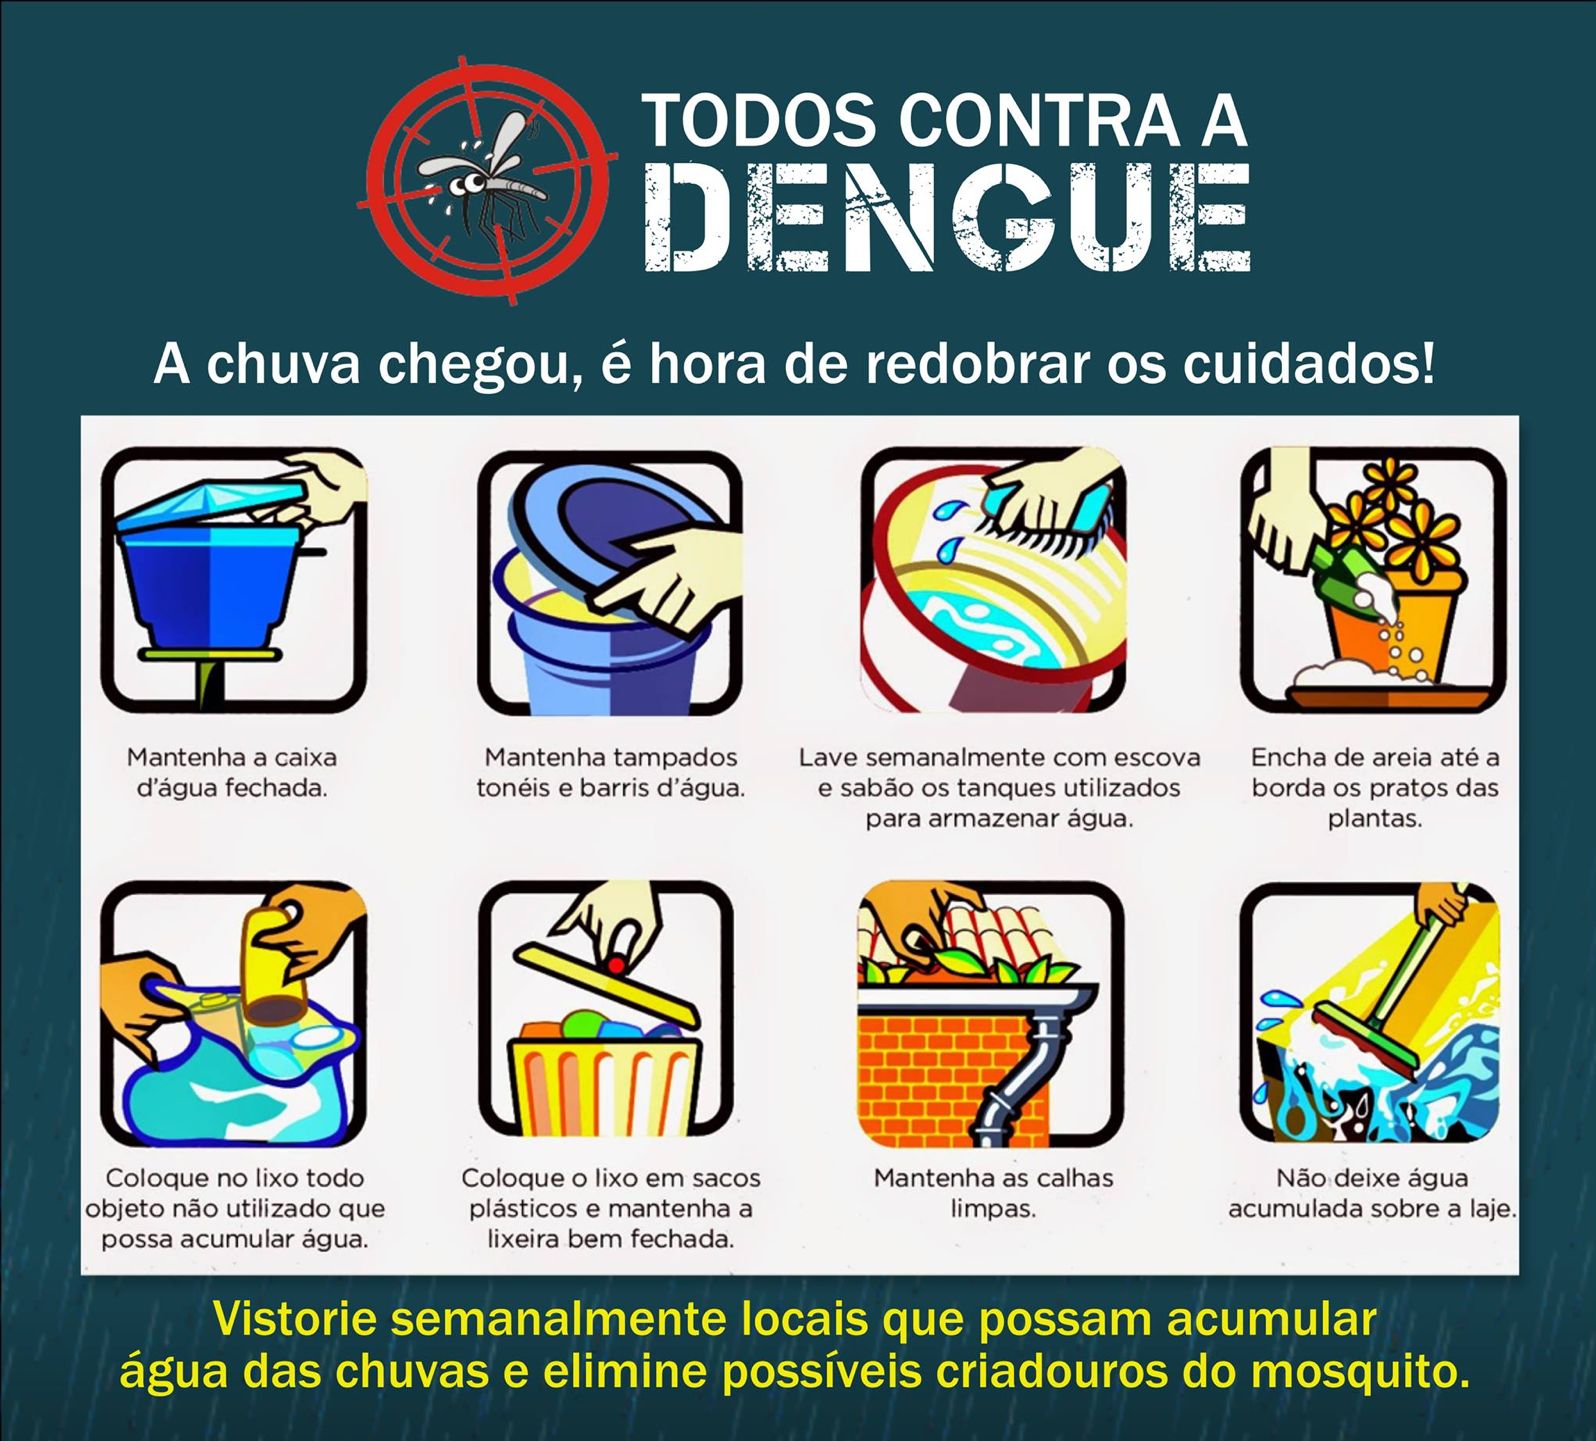 TODOS CONTRA A
DENGUE
A chuva chegou, é hora de redobrar os cuidados!
Mantenha a caixa
d'água fechada.
Mantenha tampados
tonéis e barris d'água.
Lave semanalmente com escova
e sabão os tanques utilizados
para armazenar água.
Encha de areia até a
borda os pratos das
plantas.
Coloque no lixo todo
objeto não utilizado que
possa acumular água.
Coloque o lixo em sacos
plásticos e mantenha a
lixeira bem fechada.
Mantenha as calhas
limpas.
Não deixe água
acumulada sobre a laje.
Vistorie semanalmente locais que possam acumular
água das chuvas e elimine possíveis criadouros do mosquito.